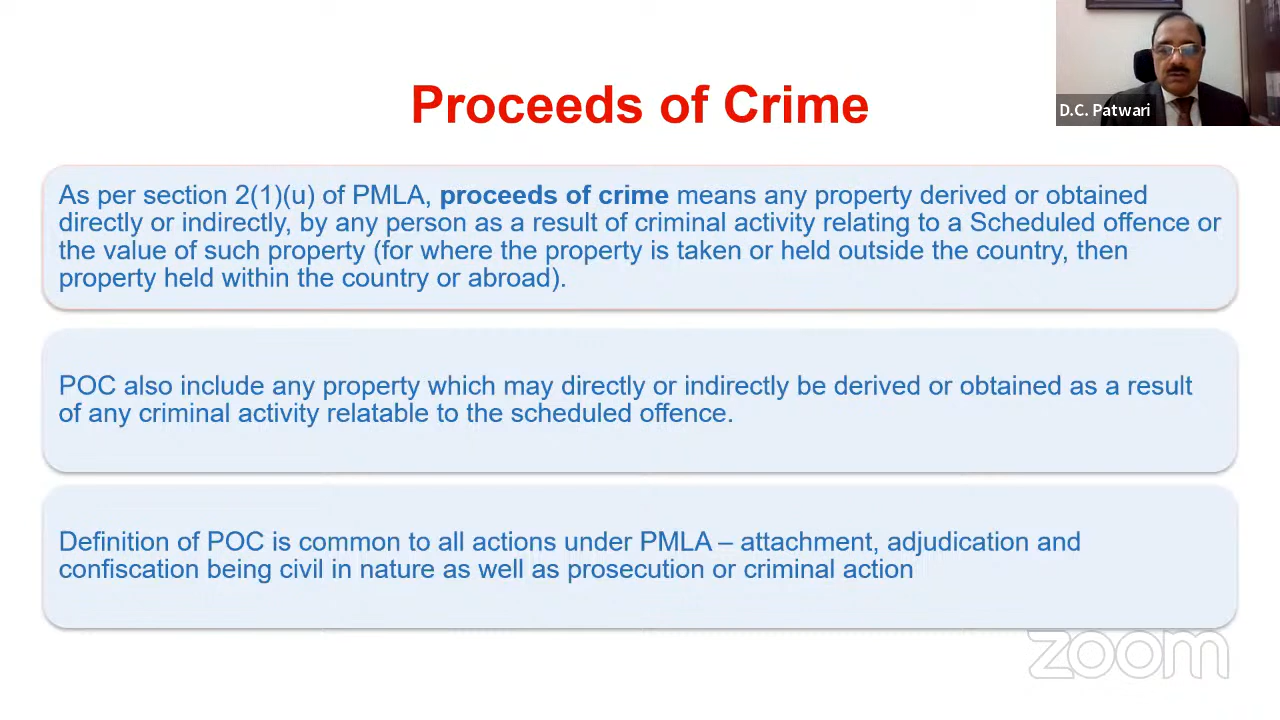 Proceeds of Crime
D.C. Patwari
As per section 2(1)(u) of PMLA, proceeds of crime means any property derived or obtained
directly or indirectly, by any person as a result of criminal activity relating to a Scheduled offence or
the value of such property (for where the property is taken or held outside the country, then
property held within the country or abroad).
POC also include any property which may directly or indirectly be derived or obtained as a result
of any criminal activity relatable to the scheduled offence.
Definition of POC is common to all actions under PMLA – attachment, adjudication and
confiscation being civil in nature as well as prosecution or criminal action
zoom